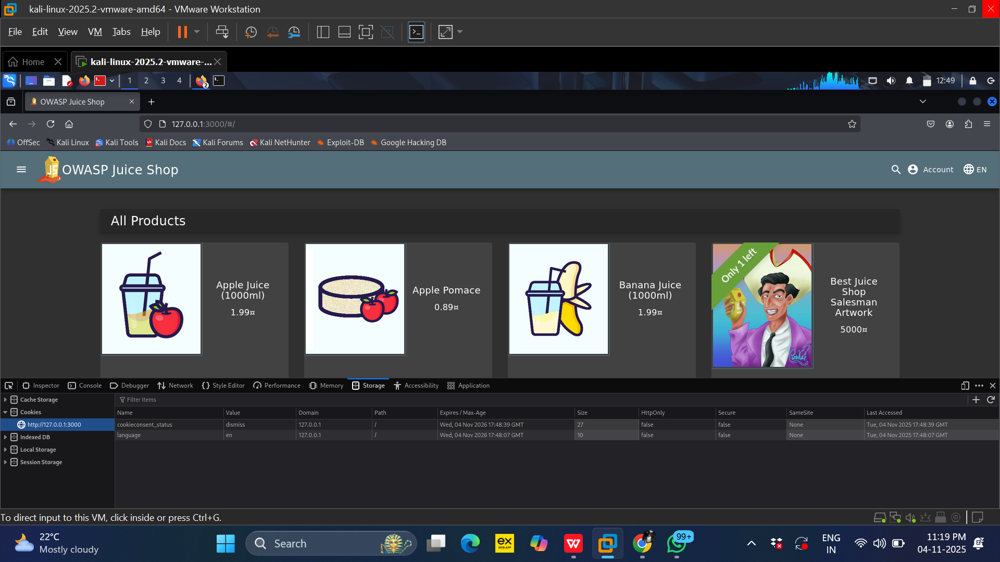 kali-linux-2025.2-vmware-amd64 - VMware Workstation
File Edit View VM Tabs Help
Home kali-linux-2025.2-vmware-...
1 2 3 4 2 12:49
OWASP Juice Shop
127.0.0.1:3000/#/
OffSec Kali Linux Kali Tools Kali Docs Kali Forums Kali NetHunter Exploit-DB Google Hacking DB
OWASP Juice Shop Account EN
All Products
Apple Juice
(1000ml)
1.99¤
Apple Pomace
0.89¤
Banana Juice
(1000ml)
1.99¤
Only 1 left
Best Juice
Shop
Salesman
Artwork
5000¤
Inspector Console Debugger Network Style Editor Performance Memory Storage Accessibility Application
Cache Storage
Cookies
http://127.0.0.1:3000
Indexed DB
Local Storage
Session Storage
Filter Items
Name Value Domain Path Expires / Max-Age Size HttpOnly Secure SameSite Last Accessed
cookieconsent_status dismiss 127.0.0.1 / Wed, 04 Nov 2026 17:48:39 GMT 27 false false None Tue, 04 Nov 2025 17:48:39 GMT
language en 127.0.0.1 / Wed, 04 Nov 2026 17:48:07 GMT 10 false false None Tue, 04 Nov 2025 17:48:07 GMT
To direct input to this VM, click inside or press Ctrl+G.
22°C
Mostly cloudy
Search
ex
WEB APP
99+
ENG
IN
11:19 PM
04-11-2025